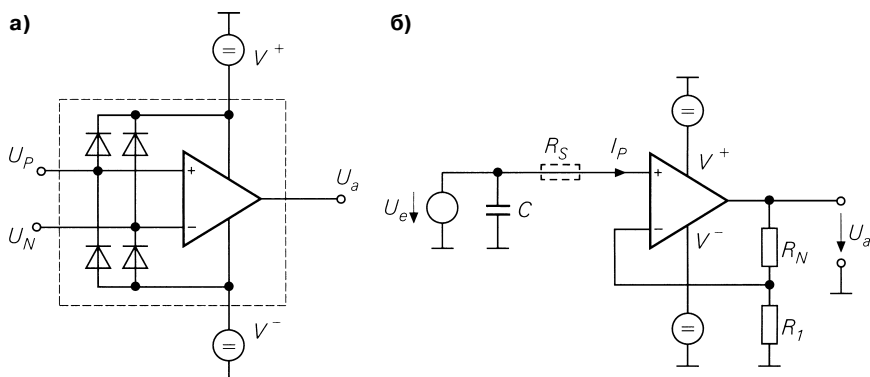 а)
V⁺
=
U_P
+
U_N
−
U_a
V⁻
=
б)
=
R_S
I_P
V⁺
+
U_e
C
−
V⁻
R_N
U_a
=
R_1